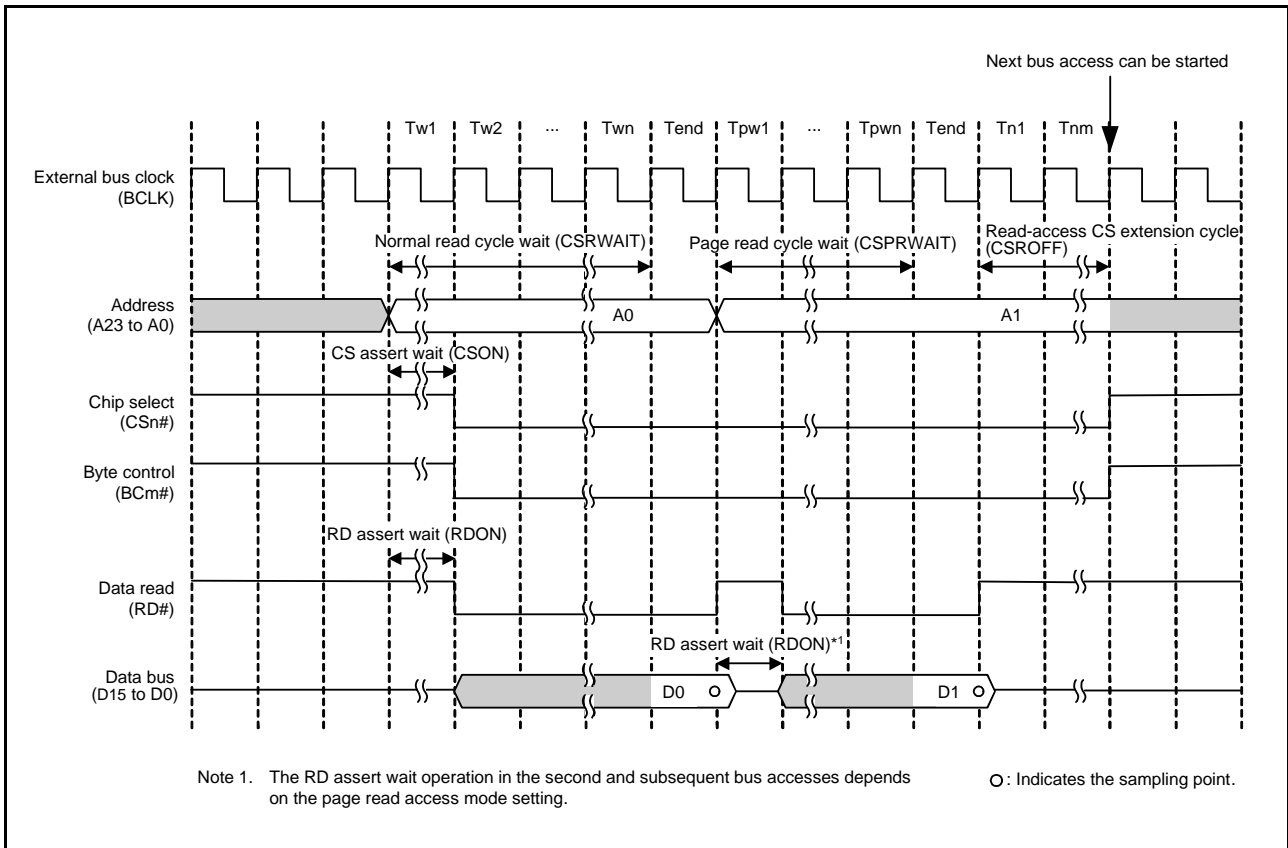 Next bus access can be started
Tw1 Tw2 ... Twn Tend Tpw1 ... Tpwn Tend Tn1 Tnm
External bus clock
(BCLK)
Normal read cycle wait (CSRWAIT)
Page read cycle wait (CSPRWAIT)
Read-access CS extension cycle
(CSROFF)
Address
(A23 to A0)
A0
A1
CS assert wait (CSON)
Chip select
(CSn#)
Byte control
(BCm#)
RD assert wait (RDON)
Data read
(RD#)
RD assert wait (RDON)*1
Data bus
(D15 to D0)
D0
D1
Note 1. The RD assert wait operation in the second and subsequent bus accesses depends
on the page read access mode setting.
: Indicates the sampling point.